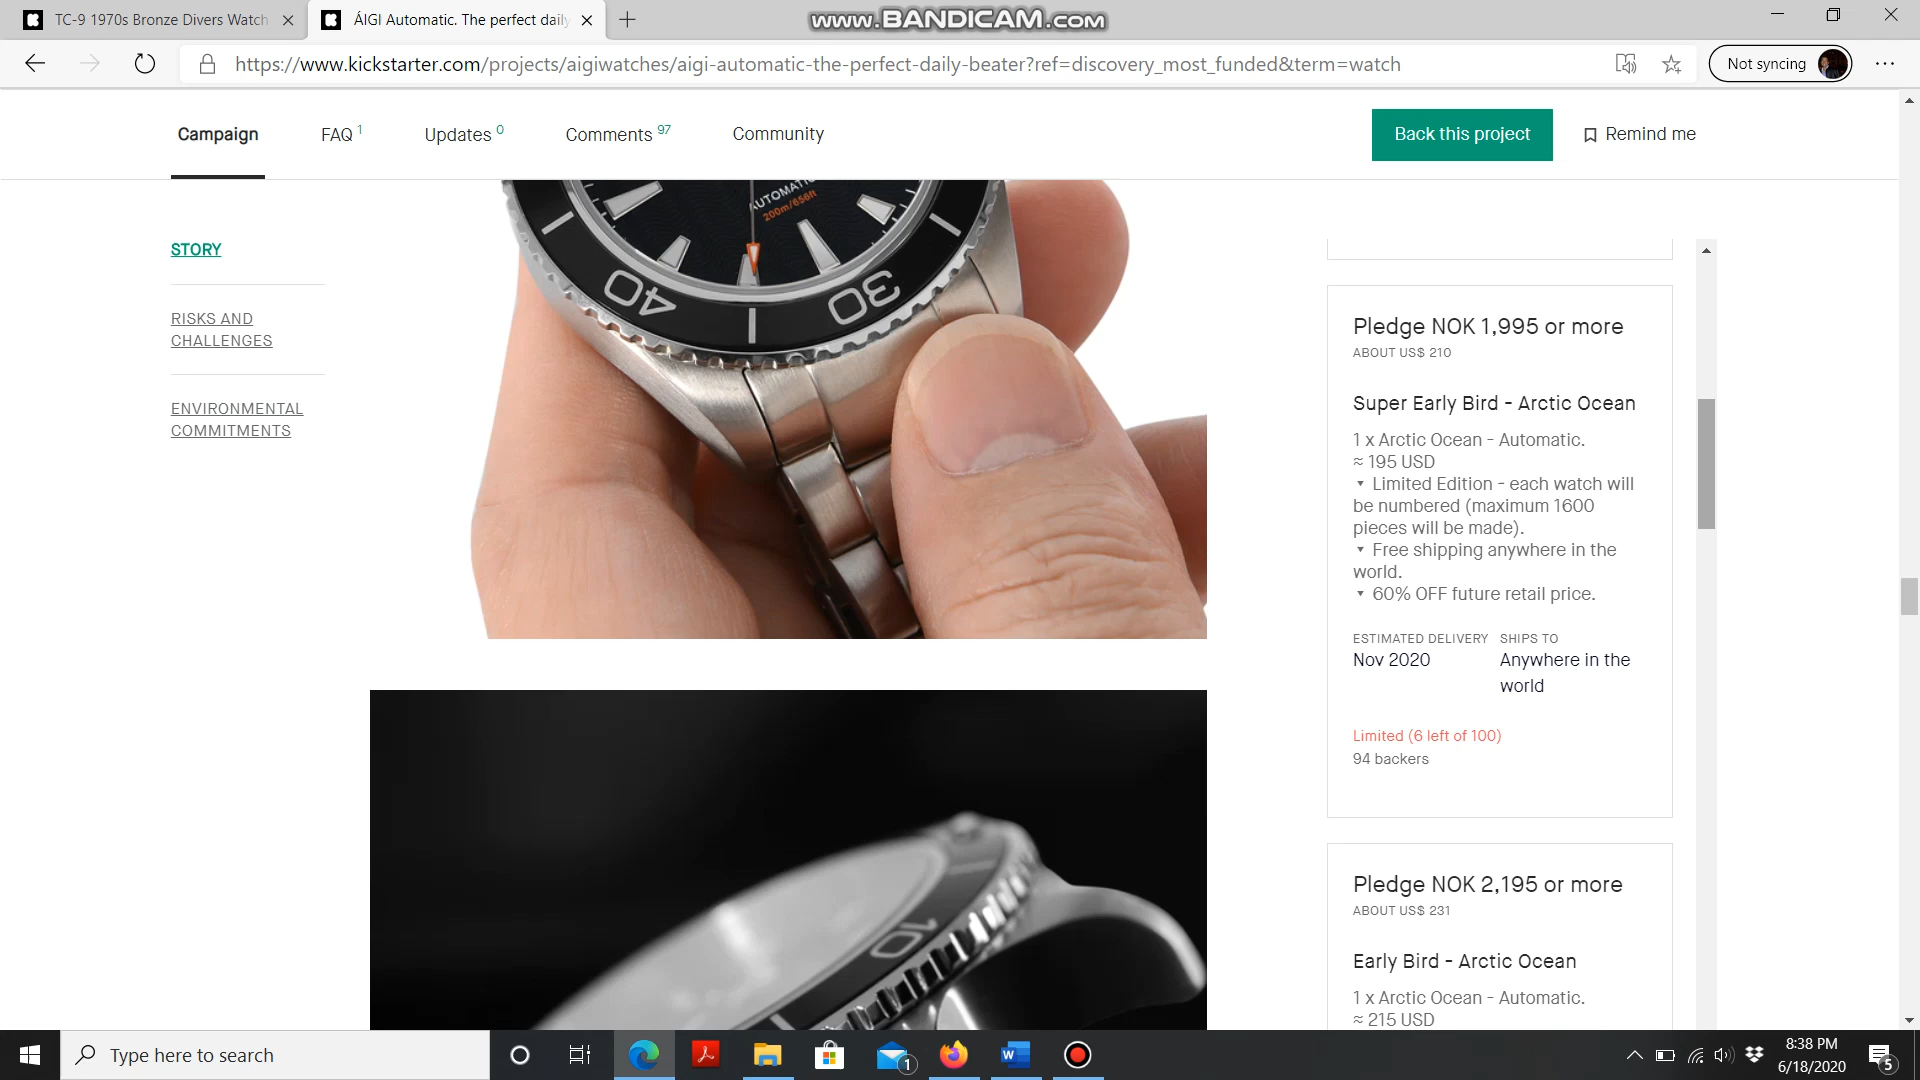 TC-9 1970s Bronze Divers Watch
ÁIGI Automatic. The perfect daily
www.BANDICAM.com
https://www.kickstarter.com/projects/aigiwatches/aigi-automatic-the-perfect-daily-beater?ref=discovery_most_funded&term=watch
Not syncing
Campaign
FAQ 1
Updates 0
Comments 97
Community
Back this project
Remind me
STORY
RISKS AND
CHALLENGES
ENVIRONMENTAL
COMMITMENTS
AUTOMATIC
200m/656ft
40
30
10
Pledge NOK 1,995 or more
ABOUT US$ 210
Super Early Bird - Arctic Ocean
1 x Arctic Ocean - Automatic.
≈ 195 USD
▾ Limited Edition - each watch will
be numbered (maximum 1600
pieces will be made).
▾ Free shipping anywhere in the
world.
▾ 60% OFF future retail price.
ESTIMATED DELIVERY
Nov 2020
SHIPS TO
Anywhere in the
world
Limited (6 left of 100)
94 backers
Pledge NOK 2,195 or more
ABOUT US$ 231
Early Bird - Arctic Ocean
1 x Arctic Ocean - Automatic.
≈ 215 USD
Type here to search
1
8:38 PM
6/18/2020
5